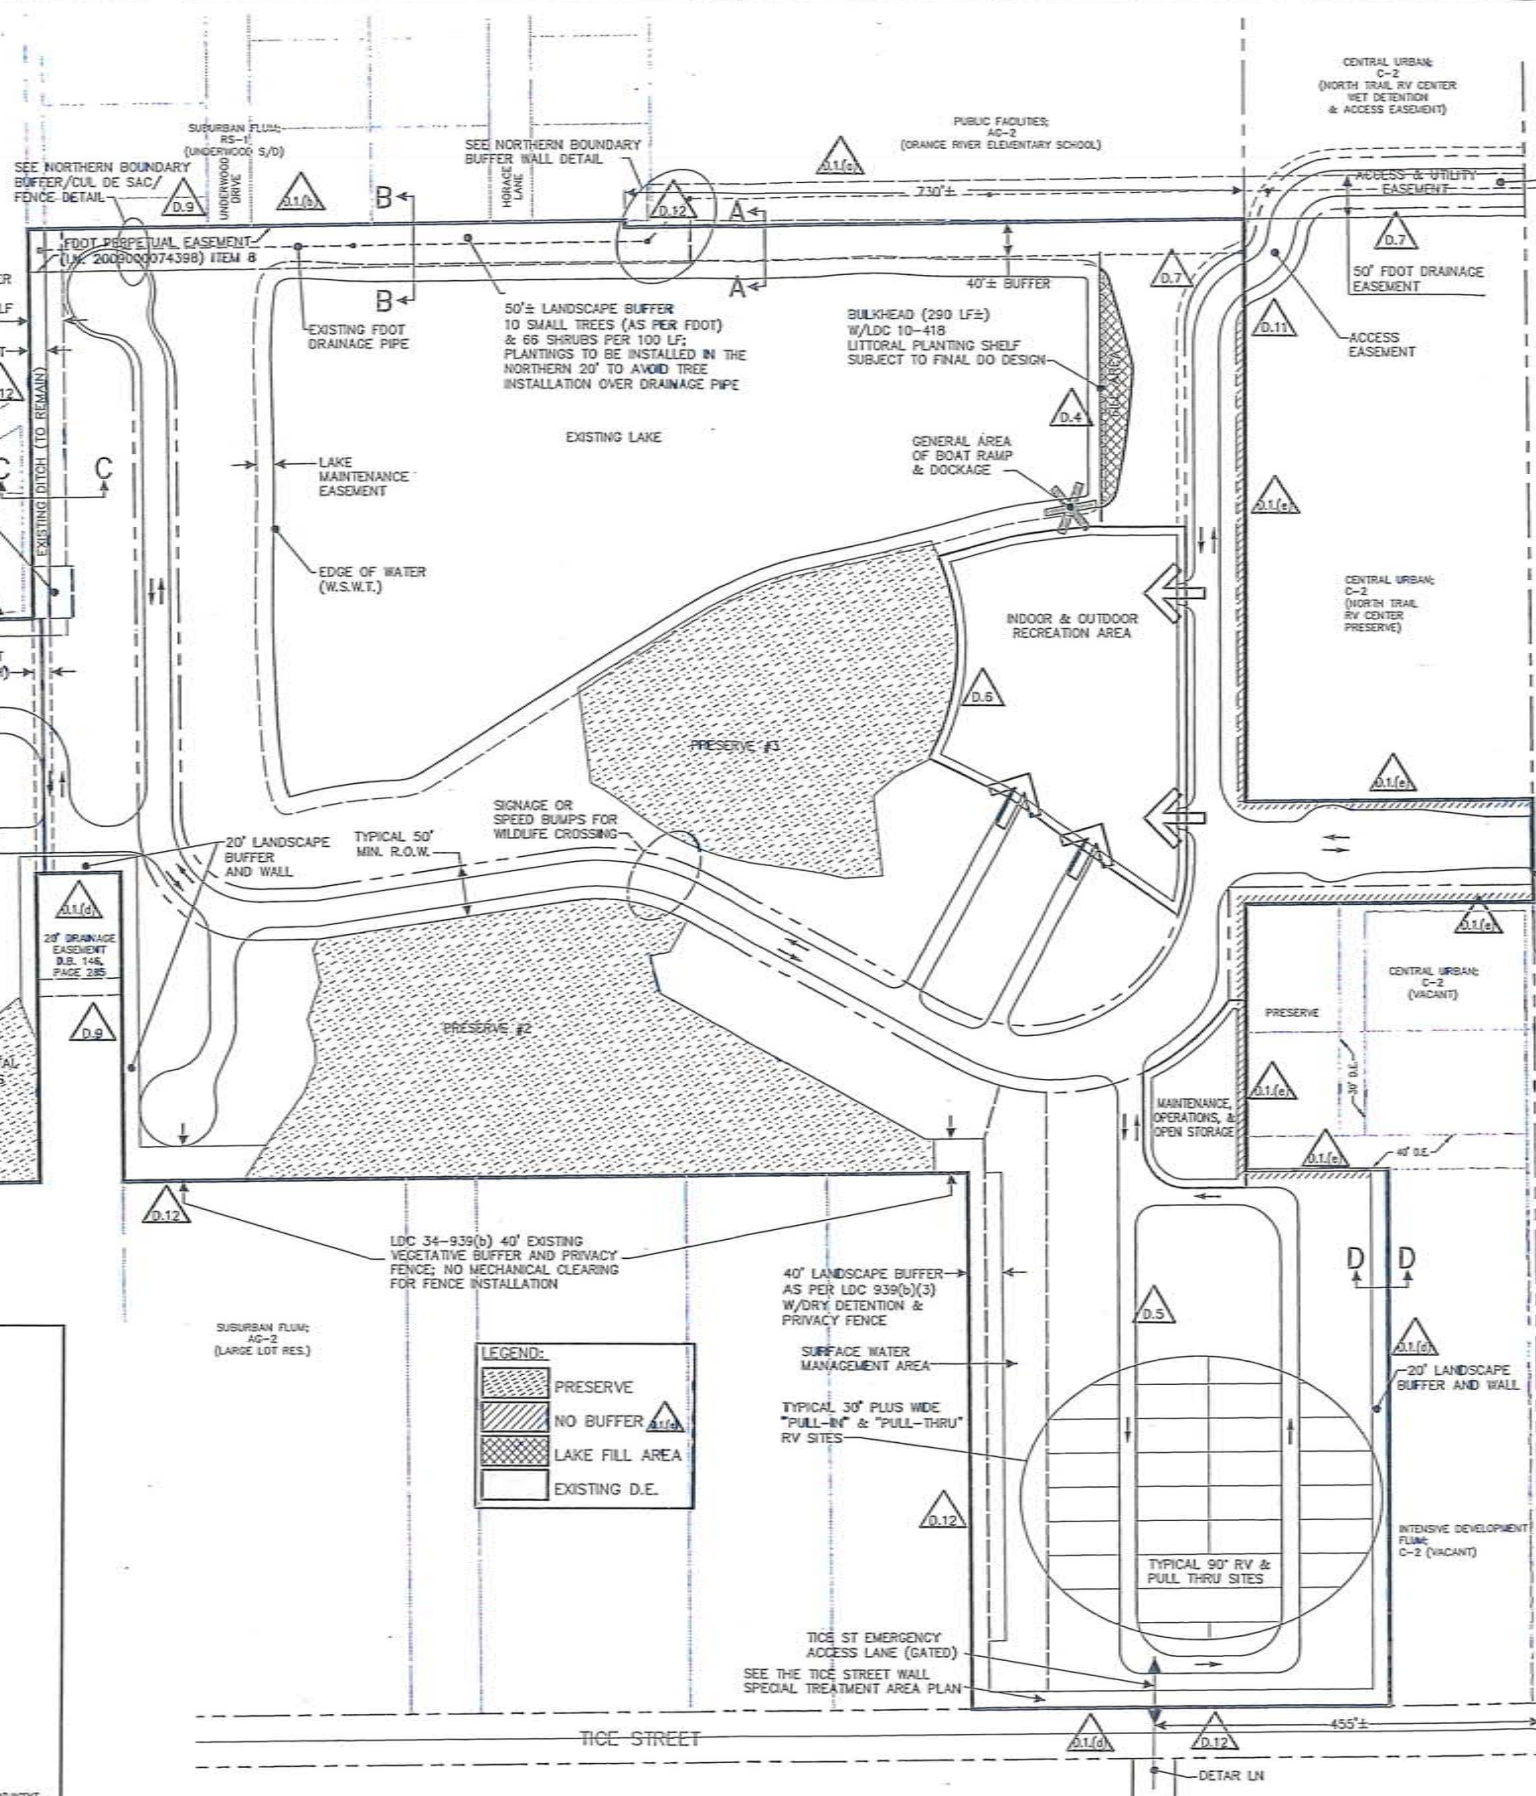 CENTRAL URBAN;
C-2
(NORTH TRAIL RV CENTER
WET DETENTION
& ACCESS EASEMENT)
PUBLIC FACILITIES;
AG-2
(ORANGE RIVER ELEMENTARY SCHOOL)
SUBURBAN FLUM;
RS-1
(UNDERWOOD S/D)
SEE NORTHERN BOUNDARY
BUFFER WALL DETAIL
SEE NORTHERN BOUNDARY
BUFFER/CUL DE SAC/
FENCE DETAIL
D.9
UNDERWOOD
DRIVE
D.1.(b)
HORACE
LANE
D.12
D.1.(c)
730'±
ACCESS & UTILITY
EASEMENT
B
B
A
A
FDOT PERPETUAL EASEMENT
(I.N. 2009000074398) ITEM 8
40'± BUFFER
D.7
D.7
50' FDOT DRAINAGE
EASEMENT
D.11
ACCESS
EASEMENT
EXISTING FDOT
DRAINAGE PIPE
50'± LANDSCAPE BUFFER
10 SMALL TREES (AS PER FDOT)
& 66 SHRUBS PER 100 LF;
PLANTINGS TO BE INSTALLED IN THE
NORTHERN 20' TO AVOID TREE
INSTALLATION OVER DRAINAGE PIPE
BULKHEAD (290 LF±)
W/LDC 10-418
LITTORAL PLANTING SHELF
SUBJECT TO FINAL DO DESIGN
FILL AREA
D.4
EXISTING DITCH (TO REMAIN)
EXISTING LAKE
GENERAL AREA
OF BOAT RAMP
& DOCKAGE
C
C
LAKE
MAINTENANCE
EASEMENT
D.1.(e)
EDGE OF WATER
(W.S.W.T.)
CENTRAL URBAN;
C-2
(NORTH TRAIL
RV CENTER
PRESERVE)
INDOOR & OUTDOOR
RECREATION AREA
D.6
PRESERVE #3
D.1.(e)
SIGNAGE OR
SPEED BUMPS FOR
WILDLIFE CROSSING
TYPICAL 50'
MIN. R.O.W.
20' LANDSCAPE
BUFFER
AND WALL
D.1.(d)
20' DRAINAGE
EASEMENT
D.B. 146,
PAGE 285
D.9
D.1.(e)
CENTRAL URBAN;
C-2
(VACANT)
PRESERVE
PRESERVE #2
30' D.E.
D.1.(e)
MAINTENANCE,
OPERATIONS, &
OPEN STORAGE
D.1.(e)
40' D.E.
D.12
LDC 34-939(b) 40' EXISTING
VEGETATIVE BUFFER AND PRIVACY
FENCE; NO MECHANICAL CLEARING
FOR FENCE INSTALLATION
40' LANDSCAPE BUFFER
AS PER LDC 939(b)(3)
W/DRY DETENTION &
PRIVACY FENCE
D
D
D.5
SUBURBAN FLUM;
AG-2
(LARGE LOT RES.)
SURFACE WATER
MANAGEMENT AREA
D.1.(d)
20' LANDSCAPE
BUFFER AND WALL
LEGEND:
PRESERVE
NO BUFFER D.1.(e)
LAKE FILL AREA
EXISTING D.E.
TYPICAL 30' PLUS WIDE
"PULL-IN" & "PULL-THRU"
RV SITES
D.12
INTENSIVE DEVELOPMENT
FLUM;
C-2 (VACANT)
TYPICAL 90° RV &
PULL THRU SITES
TICE ST EMERGENCY
ACCESS LANE (GATED)
SEE THE TICE STREET WALL
SPECIAL TREATMENT AREA PLAN
TICE STREET
D.1.(d)
D.12
455'±
DETAR LN